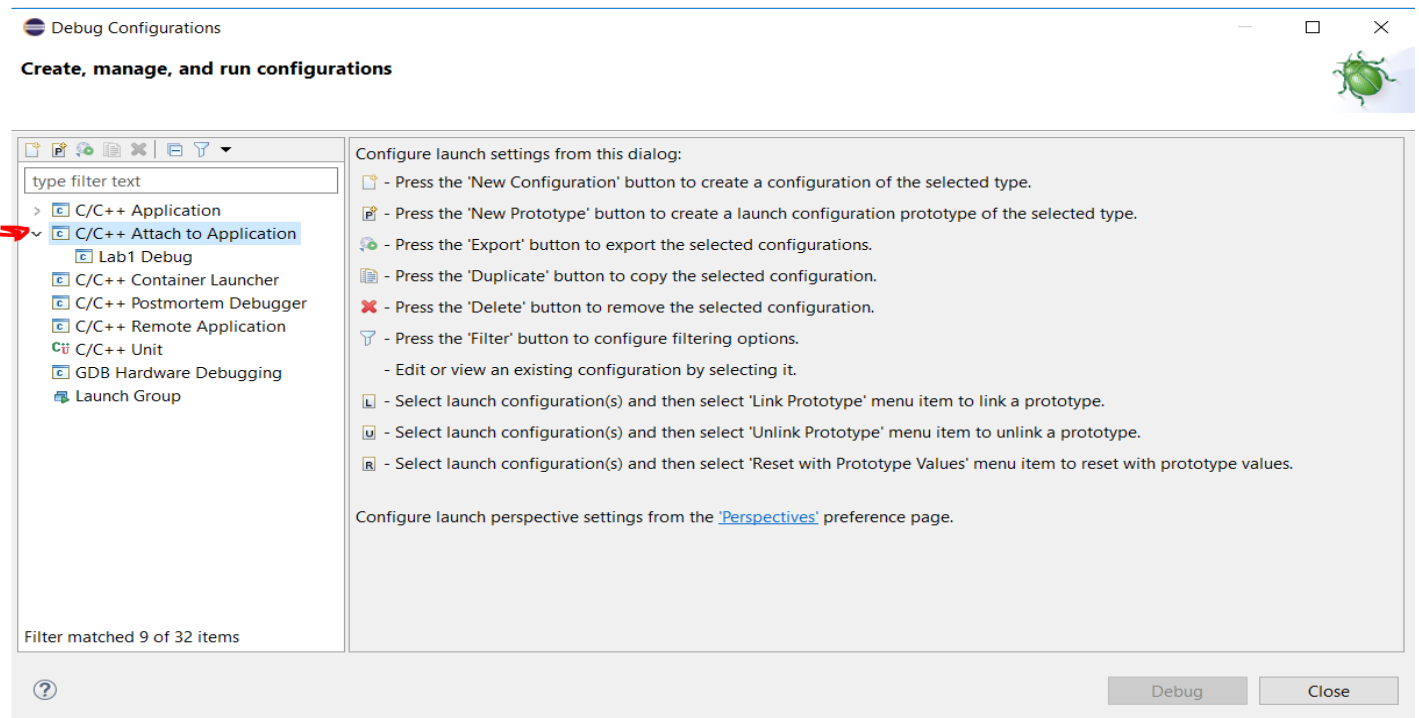 Debug Configurations
Create, manage, and run configurations
type filter text
C/C++ Application
C/C++ Attach to Application
Lab1 Debug
C/C++ Container Launcher
C/C++ Postmortem Debugger
C/C++ Remote Application
C/C++ Unit
GDB Hardware Debugging
Launch Group
Filter matched 9 of 32 items
Configure launch settings from this dialog:
- Press the 'New Configuration' button to create a configuration of the selected type.
- Press the 'New Prototype' button to create a launch configuration prototype of the selected type.
- Press the 'Export' button to export the selected configurations.
- Press the 'Duplicate' button to copy the selected configuration.
- Press the 'Delete' button to remove the selected configuration.
- Press the 'Filter' button to configure filtering options.
- Edit or view an existing configuration by selecting it.
- Select launch configuration(s) and then select 'Link Prototype' menu item to link a prototype.
- Select launch configuration(s) and then select 'Unlink Prototype' menu item to unlink a prototype.
- Select launch configuration(s) and then select 'Reset with Prototype Values' menu item to reset with prototype values.
Configure launch perspective settings from the 'Perspectives' preference page.
Debug
Close